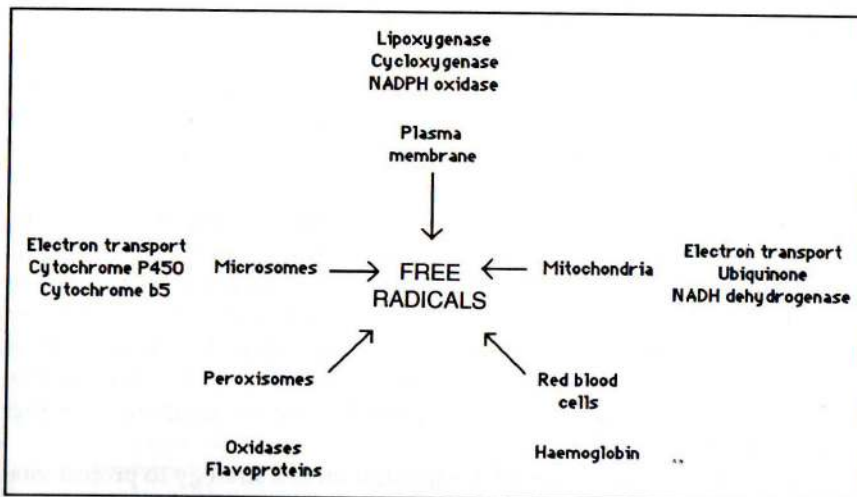 Lipoxygenase
Cycloxygenase
NADPH oxidase
Plasma
membrane
Electron transport
Cytochrome P450
Cytochrome b5
Microsomes
FREE
RADICALS
Mitochondria
Electron transport
Ubiquinone
NADH dehydrogenase
Peroxisomes
Oxidases
Flavoproteins
Red blood
cells
Haemoglobin